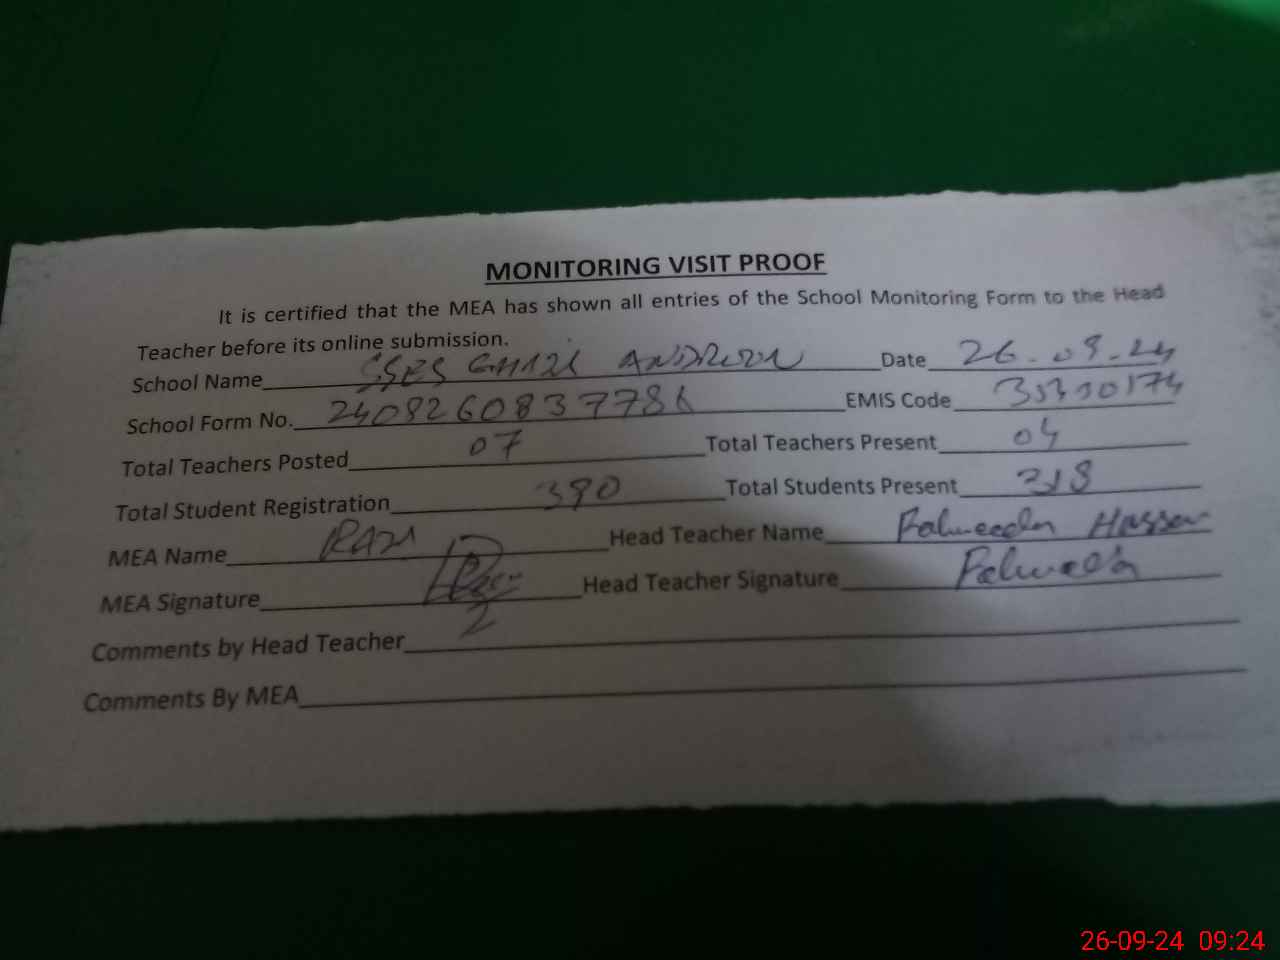 MONITORING VISIT PROOF
It is certified that the MEA has shown all entries of the School Monitoring Form to the Head
Teacher before its online submission.
School Name ANDROON Date 26.09.24
School Form No. EMIS Code
Total Teachers Posted 07 Total Teachers Present 04
Total Student Registration 390 Total Students Present 318
MEA Name Head Teacher Name Hassan
MEA Signature Head Teacher Signature
Comments by Head Teacher
Comments By MEA
26-09-24 09:24